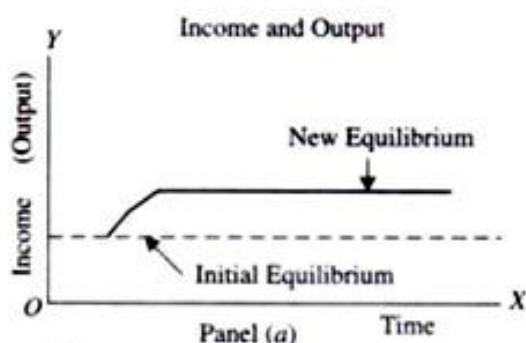 Income and Output
Y
Income (Output)
New Equilibrium
Initial Equilibrium
O
X
Panel (a)
Time